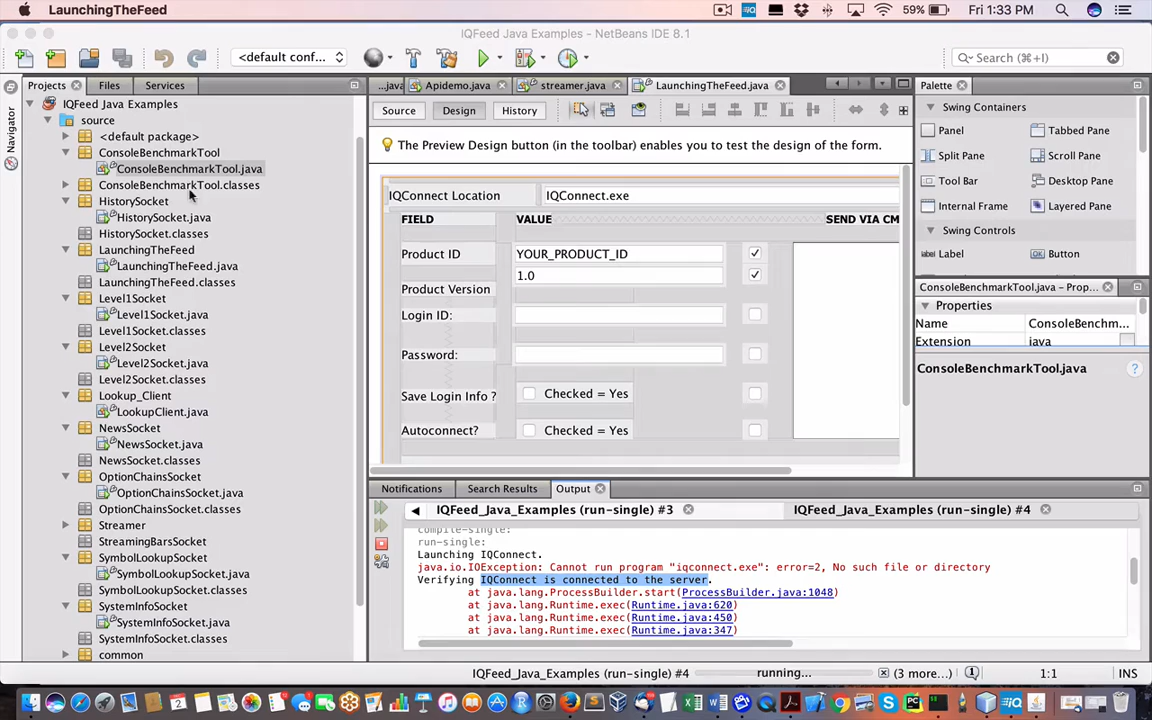 LaunchingTheFeed
59%
Fri 1:33 PM
IQFeed Java Examples - NetBeans IDE 8.1
<default conf...
Search (⌘+I)
Projects
Files
Services
...java
Apidemo.java
streamer.java
LaunchingTheFeed.java
Palette
Navigator
IQFeed Java Examples
source
<default package>
ConsoleBenchmarkTool
ConsoleBenchmarkTool.java
ConsoleBenchmarkTool.classes
HistorySocket
HistorySocket.java
HistorySocket.classes
LaunchingTheFeed
LaunchingTheFeed.java
LaunchingTheFeed.classes
Level1Socket
Level1Socket.java
Level1Socket.classes
Level2Socket
Level2Socket.java
Level2Socket.classes
Lookup_Client
LookupClient.java
NewsSocket
NewsSocket.java
NewsSocket.classes
OptionChainsSocket
OptionChainsSocket.java
OptionChainsSocket.classes
Streamer
StreamingBarsSocket
SymbolLookupSocket
SymbolLookupSocket.java
SymbolLookupSocket.classes
SystemInfoSocket
SystemInfoSocket.java
SystemInfoSocket.classes
common
Source
Design
History
The Preview Design button (in the toolbar) enables you to test the design of the form.
IQConnect Location
IQConnect.exe
FIELD
VALUE
SEND VIA CM
Product ID
YOUR_PRODUCT_ID
1.0
Product Version
Login ID:
Password:
Save Login Info ?
Checked = Yes
Autoconnect?
Checked = Yes
Swing Containers
Panel
Tabbed Pane
Split Pane
Scroll Pane
Tool Bar
Desktop Pane
Internal Frame
Layered Pane
Swing Controls
Label
Button
ConsoleBenchmarkTool.java - Prop...
Properties
Name
ConsoleBenchm...
Extension
java
ConsoleBenchmarkTool.java
Notifications
Search Results
Output
IQFeed_Java_Examples (run-single) #3
IQFeed_Java_Examples (run-single) #4
compile-single:
run-single:
Launching IQConnect.
java.io.IOException: Cannot run program "iqconnect.exe": error=2, No such file or directory
Verifying IQConnect is connected to the server.
at java.lang.ProcessBuilder.start(ProcessBuilder.java:1048)
at java.lang.Runtime.exec(Runtime.java:620)
at java.lang.Runtime.exec(Runtime.java:450)
at java.lang.Runtime.exec(Runtime.java:347)
IQFeed_Java_Examples (run-single) #4
running...
(3 more...)
1:1
INS